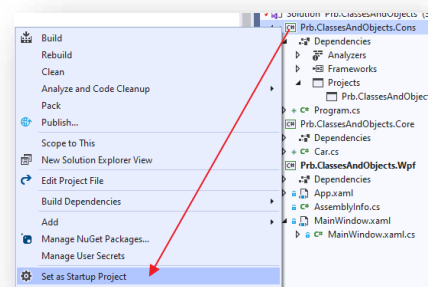 Build
Rebuild
Clean
Analyze and Code Cleanup
Pack
Publish...
Scope to This
New Solution Explorer View
Edit Project File
Build Dependencies
Add
Manage NuGet Packages...
Manage User Secrets
Set as Startup Project
Solution Prb.ClassesAndObjects
C# Prb.ClassesAndObjects.Cons
Dependencies
Analyzers
Frameworks
Projects
Prb.ClassesAndObject
C# Program.cs
C# Prb.ClassesAndObjects.Core
Dependencies
C# Car.cs
C# Prb.ClassesAndObjects.Wpf
Dependencies
App.xaml
C# AssemblyInfo.cs
MainWindow.xaml
C# MainWindow.xaml.cs